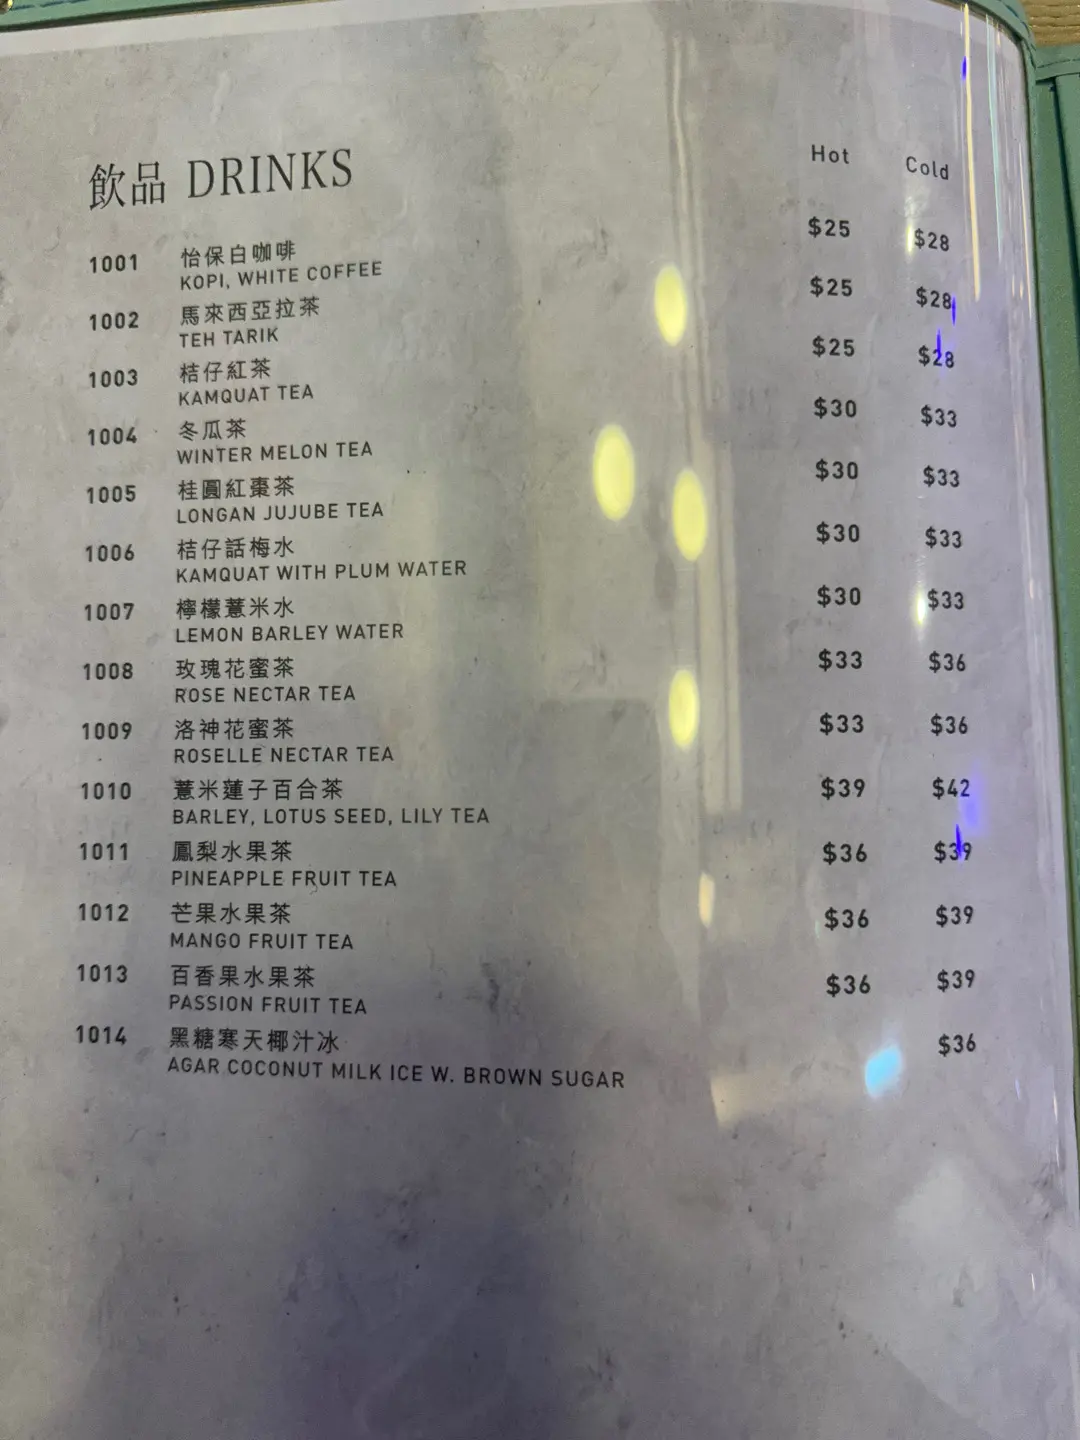 飲品 DRINKS
Hot Cold
1001 怡保白咖啡 $25 $28
KOPI, WHITE COFFEE
1002 馬來西亞拉茶 $25 $28
TEH TARIK
1003 桔仔紅茶 $25 $28
KAMQUAT TEA
1004 冬瓜茶 $30 $33
WINTER MELON TEA
1005 桂圓紅棗茶 $30 $33
LONGAN JUJUBE TEA
1006 桔仔話梅水 $30 $33
KAMQUAT WITH PLUM WATER
1007 檸檬薏米水 $30 $33
LEMON BARLEY WATER
1008 玫瑰花蜜茶 $33 $36
ROSE NECTAR TEA
1009 洛神花蜜茶 $33 $36
ROSELLE NECTAR TEA
1010 薏米蓮子百合茶 $39 $42
BARLEY, LOTUS SEED, LILY TEA
1011 鳳梨水果茶 $36 $39
PINEAPPLE FRUIT TEA
1012 芒果水果茶 $36 $39
MANGO FRUIT TEA
1013 百香果水果茶 $36 $39
PASSION FRUIT TEA
1014 黑糖寒天椰汁冰 $36
AGAR COCONUT MILK ICE W. BROWN SUGAR